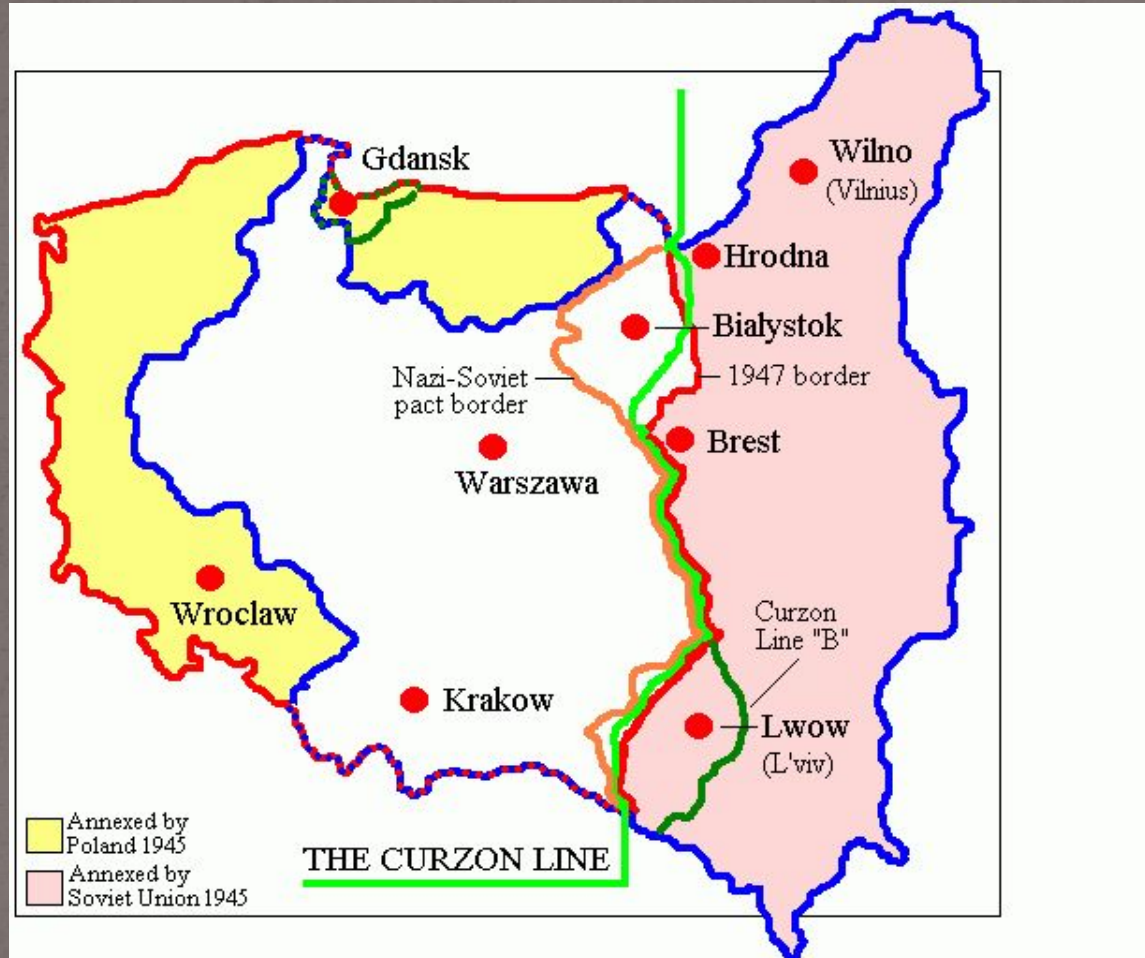 Gdansk
Wilno
(Vilnius)
Hrodna
Białystok
Nazi-Soviet
pact border
1947 border
Brest
Warszawa
Wroclaw
Curzon
Line "B"
Krakow
Lwow
(L'viv)
Annexed by
Poland 1945
THE CURZON LINE
Annexed by
Soviet Union 1945